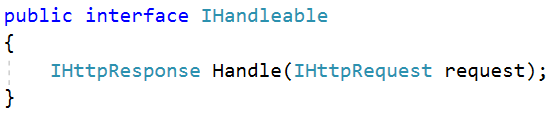 public interface IHandleable
{
    IHttpResponse Handle(IHttpRequest request);
}